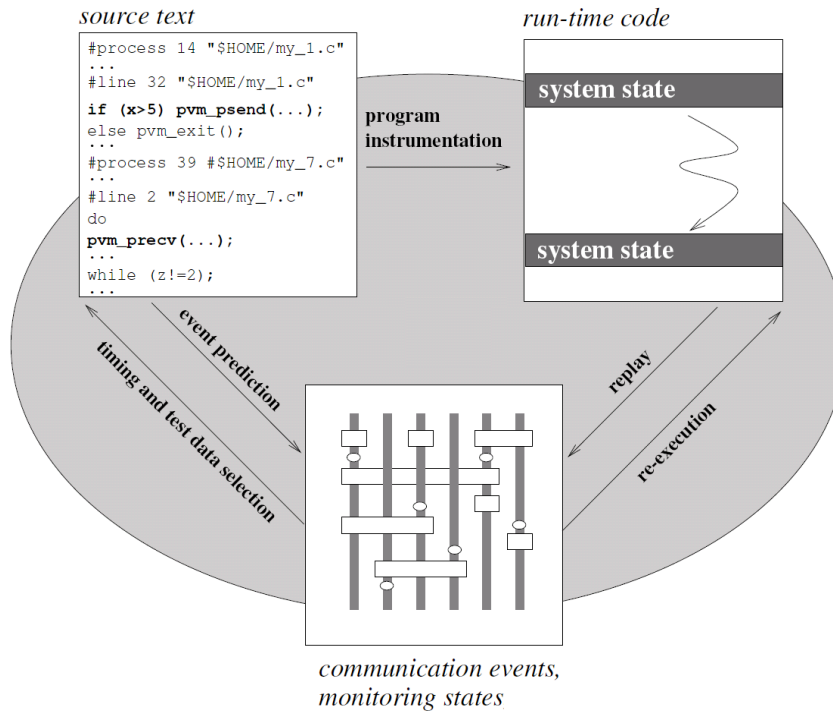 source text
#process 14 "$HOME/my_1.c"
...
#line 32 "$HOME/my_1.c"
if (x>5) pvm_psend(...);
else pvm_exit();
...
#process 39 #$HOME/my_7.c"
...
#line 2 "$HOME/my_7.c"
do
pvm_precv(...);
...
while (z!=2);
...
program
instrumentation
run-time code
system state
system state
event prediction
timing and test data selection
replay
re-execution
communication events,
monitoring states